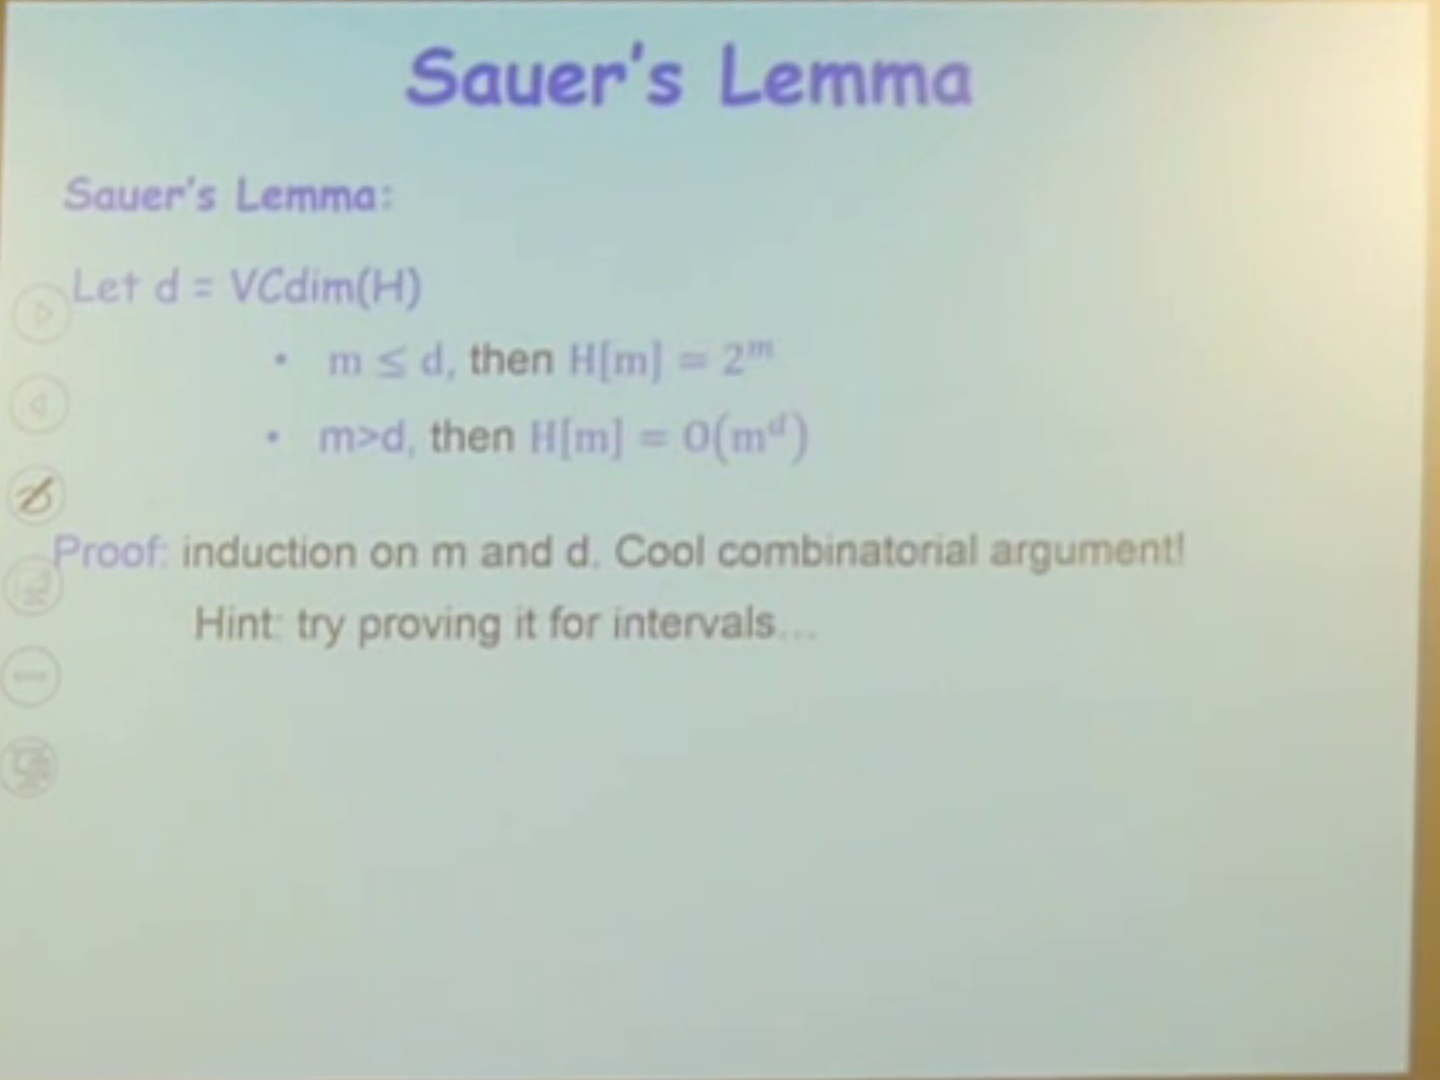 Sauer's Lemma
Sauer's Lemma:
Let d = VCdim(H)
• m ≤ d, then H[m] = 2^m
• m>d, then H[m] = O(m^d)
Proof: induction on m and d. Cool combinatorial argument!
Hint: try proving it for intervals…